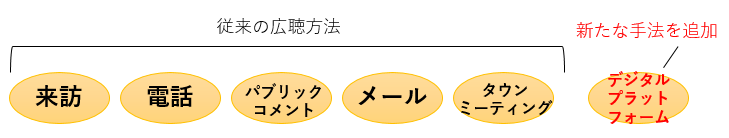 従来の広聴方法
新たな手法を追加
来訪
電話
パブリック
コメント
メール
タウン
ミーティング
デジタル
プラット
フォーム